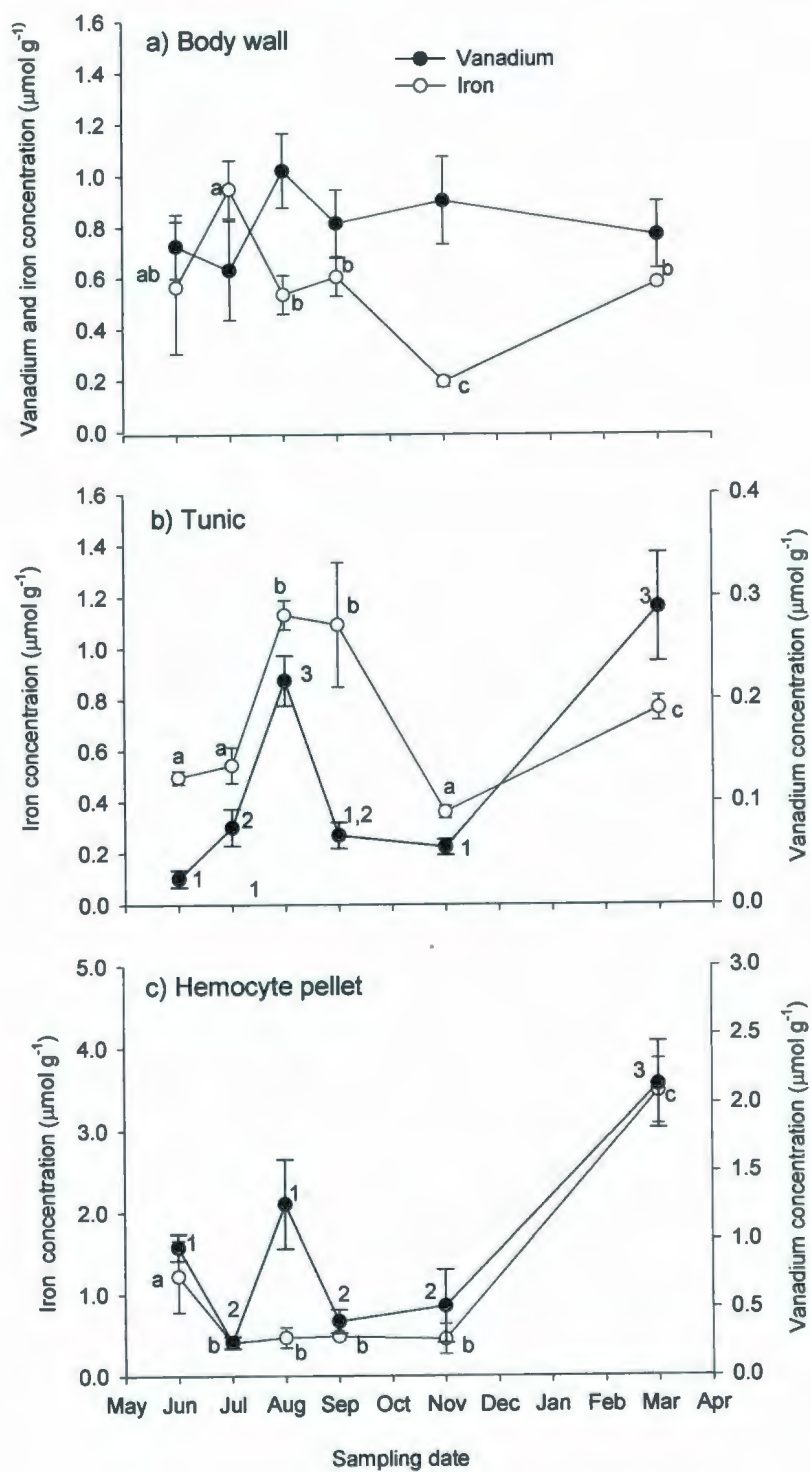 a) Body wall
Vanadium
Iron
Vanadium and iron concentration (μmol g⁻¹)
1.6
1.4
1.2
1.0
0.8
0.6
0.4
0.2
0.0
ab
a
b
b
c
b
b) Tunic
Iron concentraion (μmol g⁻¹)
1.6
1.4
1.2
1.0
0.8
0.6
0.4
0.2
0.0
a
a
b
b
a
c
1
2
3
1,2
1
3
1
0.4
0.3
0.2
0.1
0.0
Vanadium concentration (μmol g⁻¹)
c) Hemocyte pellet
Iron concentration (μmol g⁻¹)
5.0
4.0
3.0
2.0
1.0
0.0
1
2
1
2
2
3
a
b
b
b
b
c
3.0
2.5
2.0
1.5
1.0
0.5
0.0
Vanadium concentration (μmol g⁻¹)
May Jun Jul Aug Sep Oct Nov Dec Jan Feb Mar Apr
Sampling date